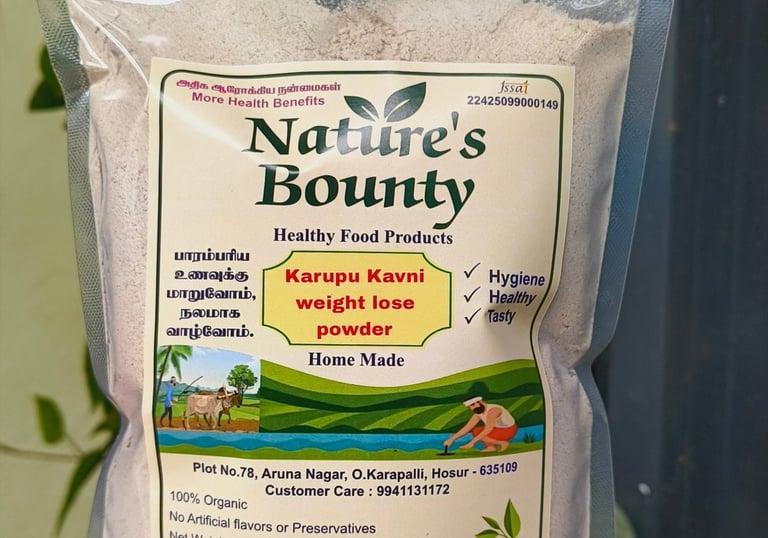 அதிக ஆரோக்கிய நன்மைகள்
More Health Benefits
fssai
22425099000149
Nature's
Bounty
Healthy Food Products
பாரம்பரிய
உணவுக்கு
மாறுவோம்,
நலமாக
வாழ்வோம்.
Karupu Kavni
weight lose
powder
✓ Hygiene
✓ Healthy
✓ Tasty
Home Made
Plot No.78, Aruna Nagar, O.Karapalli, Hosur - 635109
Customer Care : 9941131172
100% Organic
No Artificial flavors or Preservatives